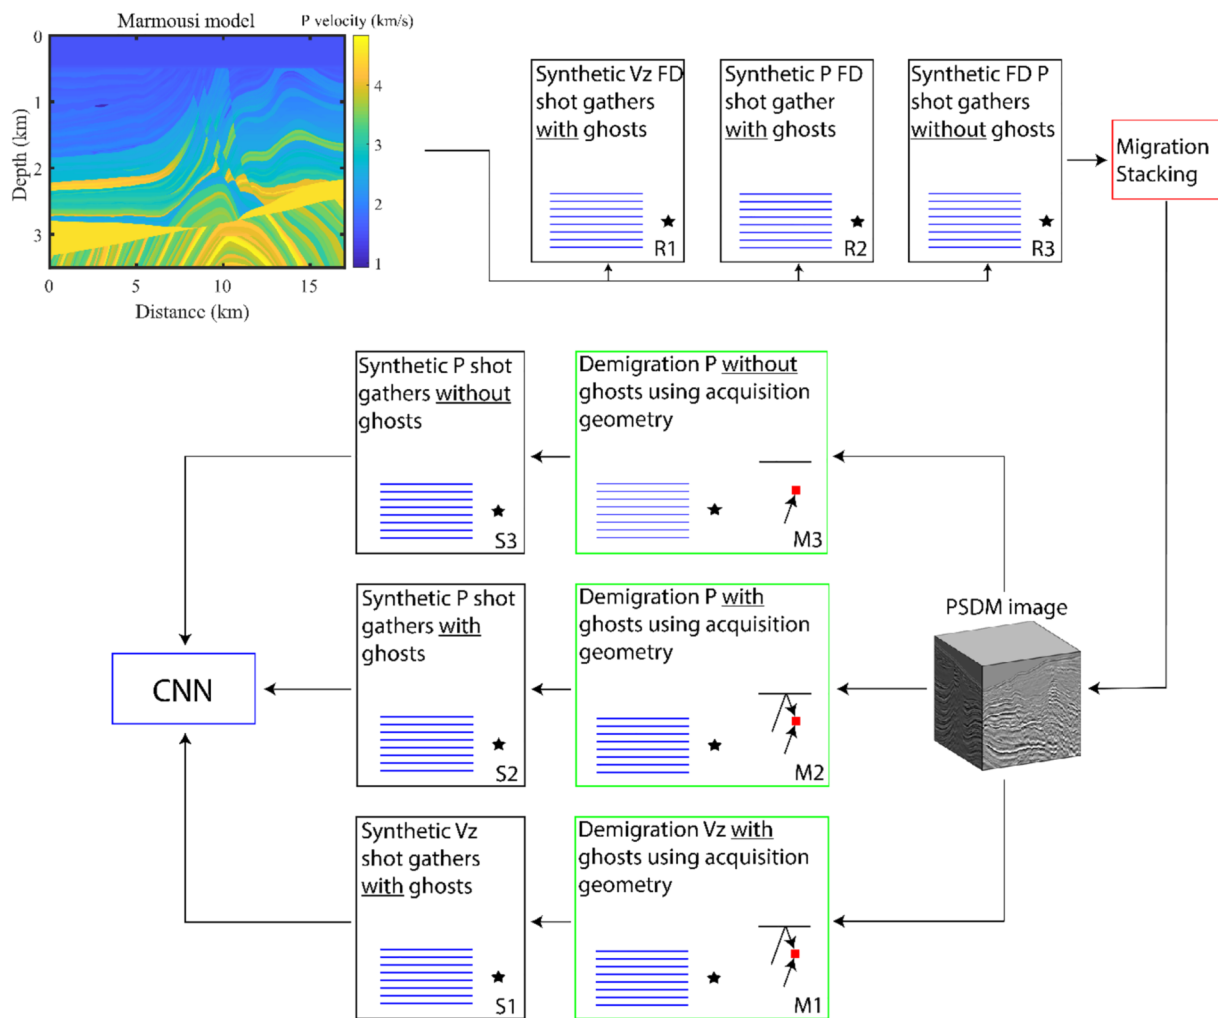 Marmousi model
P velocity (km/s)
0
1
2
3
Depth (km)
0
5
10
15
Distance (km)
4
3
2
1
Synthetic Vz FD
shot gathers
with ghosts
R1
Synthetic P FD
shot gather
with ghosts
R2
Synthetic FD P
shot gathers
without ghosts
R3
Migration
Stacking
Synthetic P shot
gathers without
ghosts
S3
Demigration P without
ghosts using acquisition
geometry
M3
Synthetic P shot
gathers with
ghosts
S2
Demigration P with
ghosts using acquisition
geometry
M2
PSDM image
CNN
Synthetic Vz
shot gathers
with ghosts
S1
Demigration Vz with
ghosts using acquisition
geometry
M1